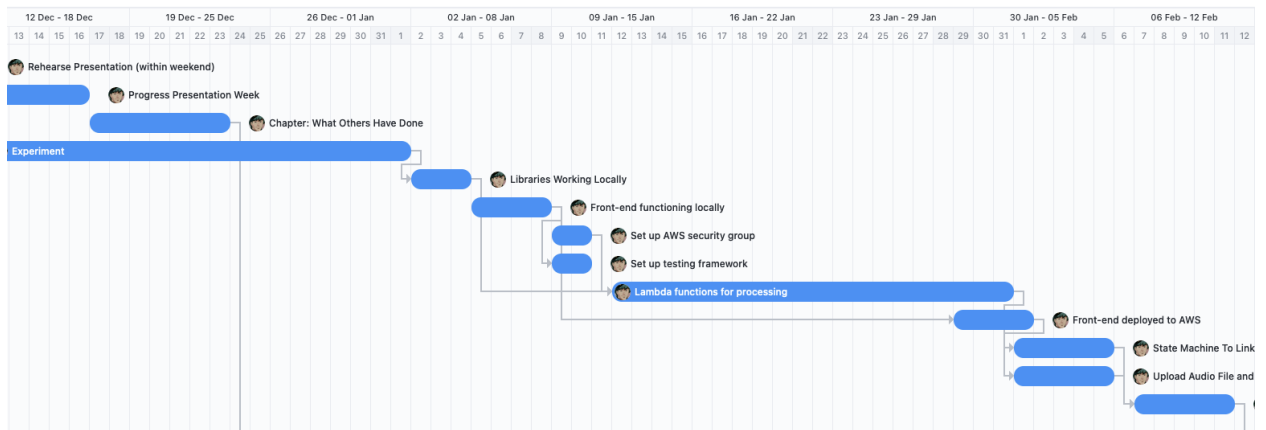 12 Dec - 18 Dec 19 Dec - 25 Dec 26 Dec - 01 Jan 02 Jan - 08 Jan 09 Jan - 15 Jan 16 Jan - 22 Jan 23 Jan - 29 Jan 30 Jan - 05 Feb 06 Feb - 12 Feb
13 14 15 16 17 18 19 20 21 22 23 24 25 26 27 28 29 30 31 1 2 3 4 5 6 7 8 9 10 11 12 13 14 15 16 17 18 19 20 21 22 23 24 25 26 27 28 29 30 31 1 2 3 4 5 6 7 8 9 10 11 12
Rehearse Presentation (within weekend)
Progress Presentation Week
Chapter: What Others Have Done
Experiment
Libraries Working Locally
Front-end functioning locally
Set up AWS security group
Set up testing framework
Lambda functions for processing
Front-end deployed to AWS
State Machine To Link
Upload Audio File and